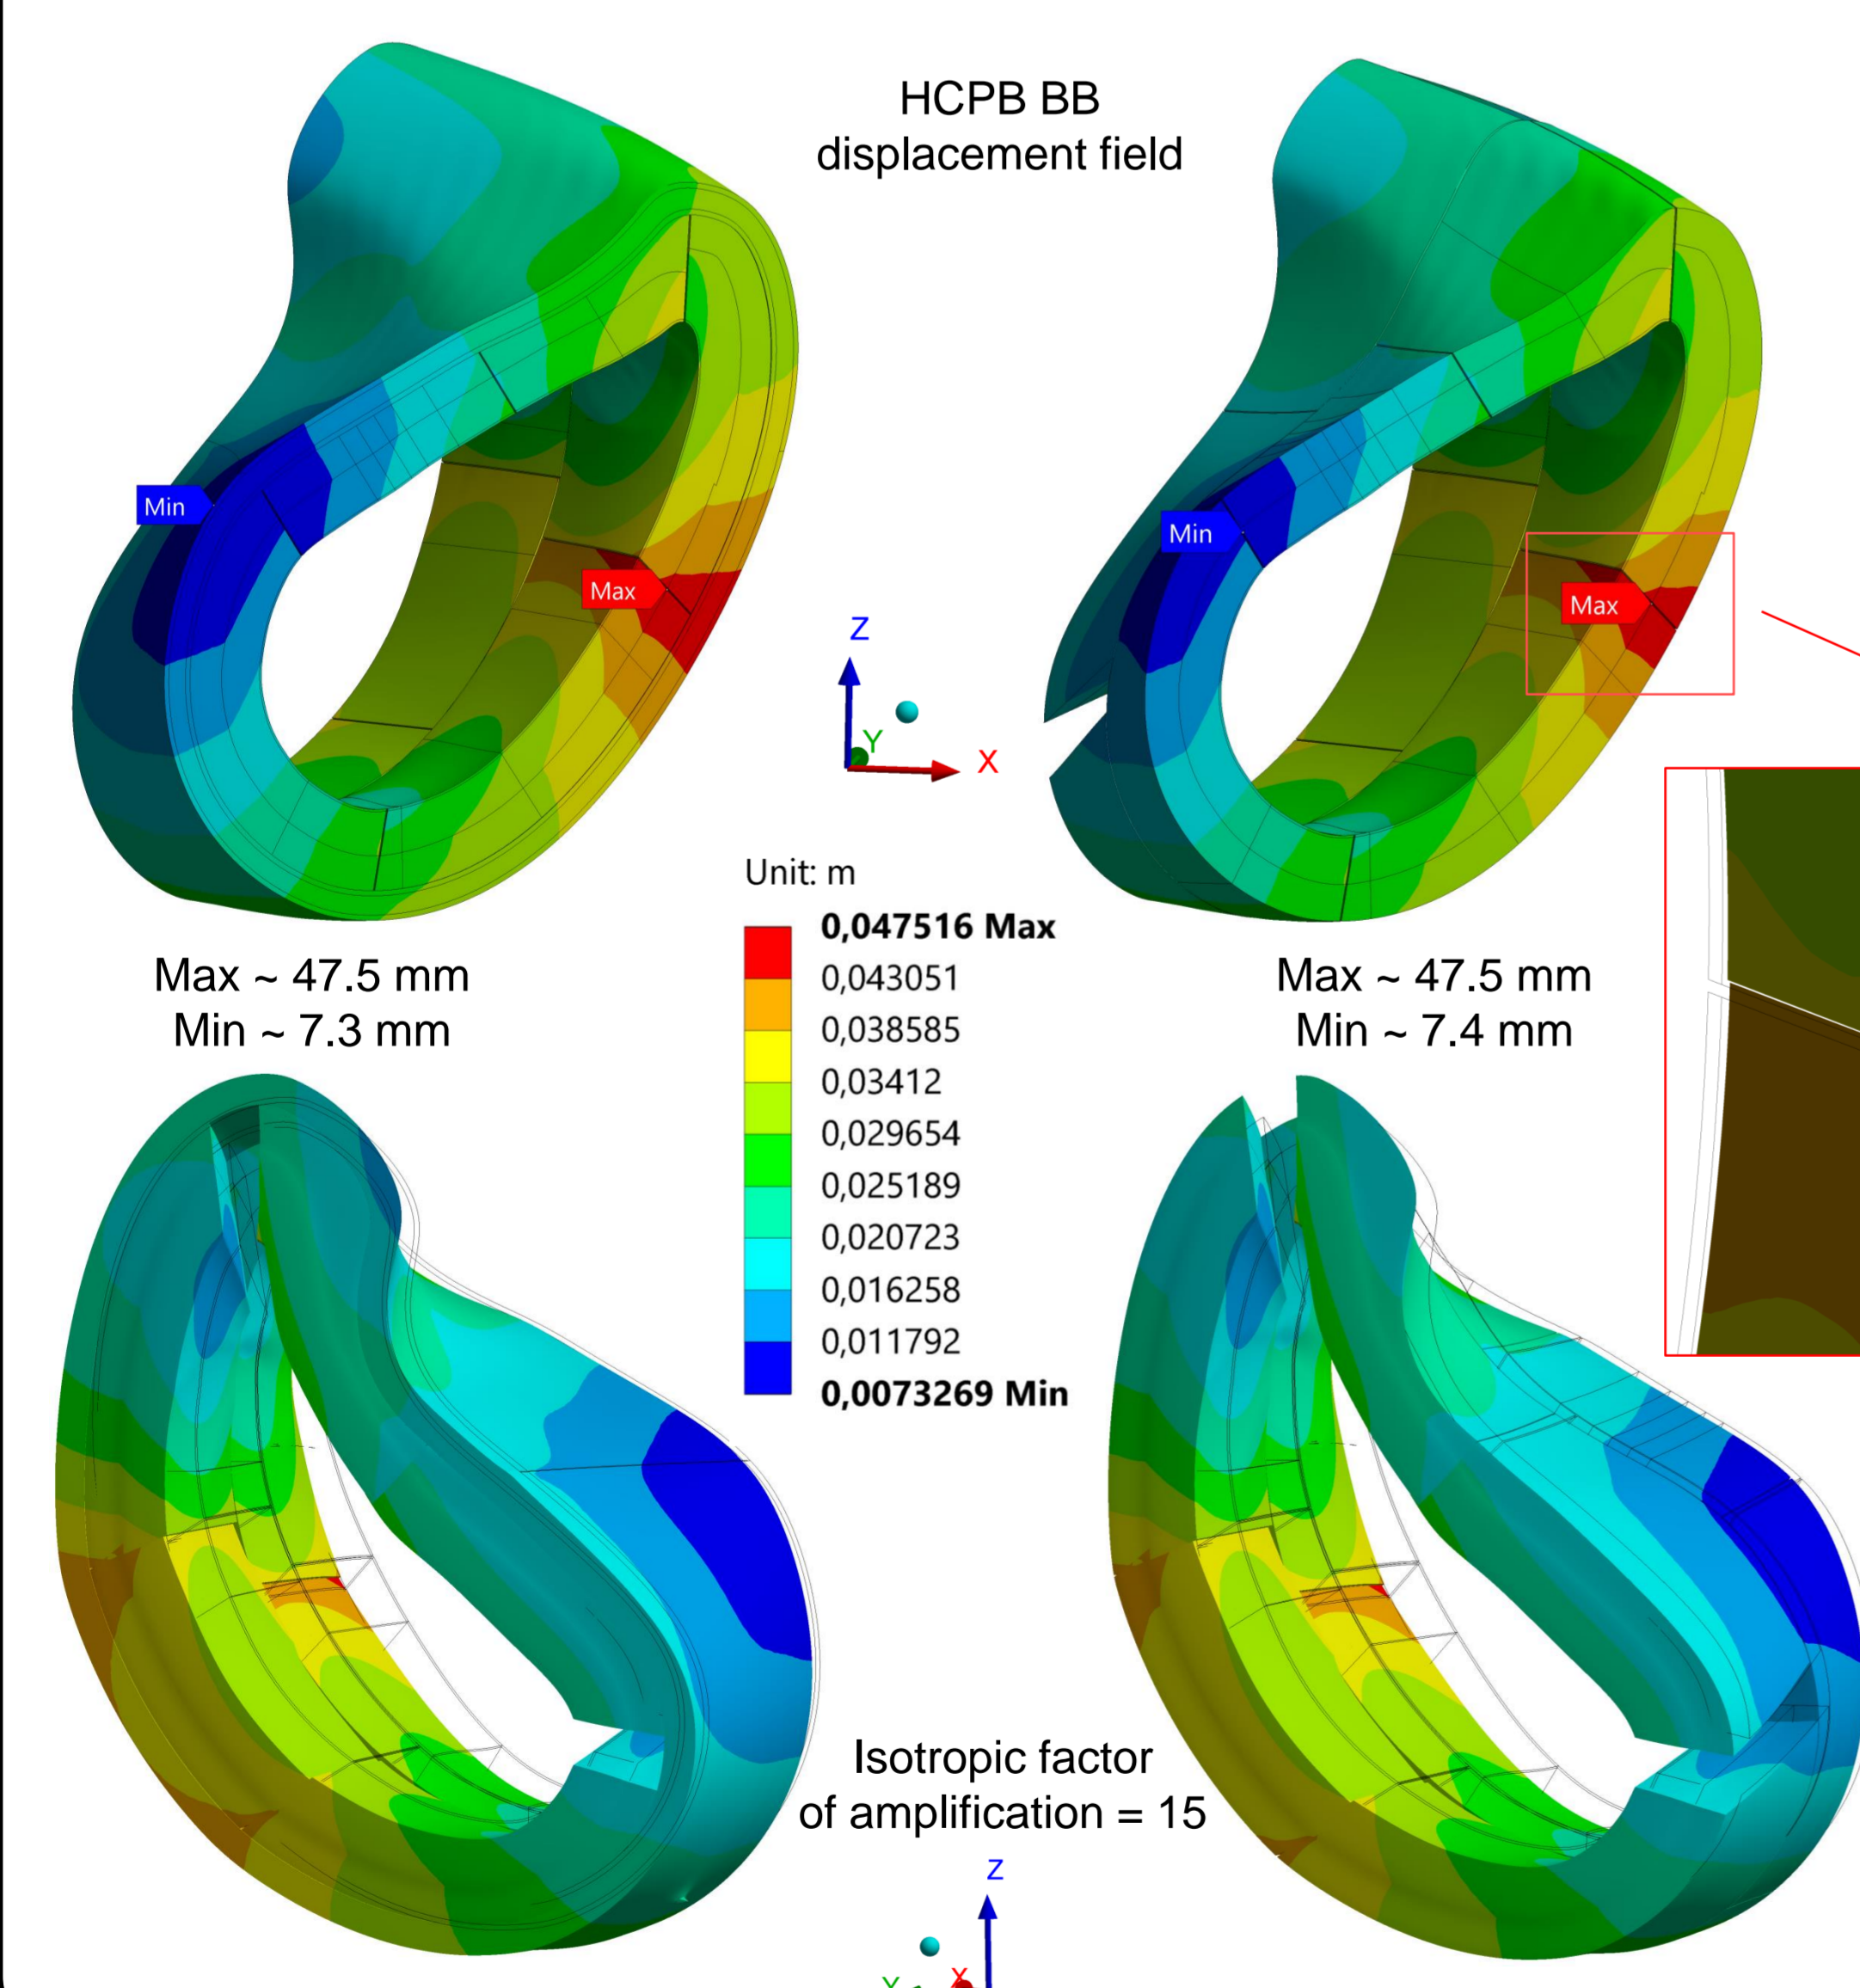 HCPB BB
displacement field
Min
Max
Min
Max
Z
Y
X
Unit: m
0,047516 Max
0,043051
0,038585
0,03412
0,029654
0,025189
0,020723
0,016258
0,011792
0,0073269 Min
Max ~ 47.5 mm
Min ~ 7.3 mm
Max ~ 47.5 mm
Min ~ 7.4 mm
Isotropic factor
of amplification = 15
Z
Y
X